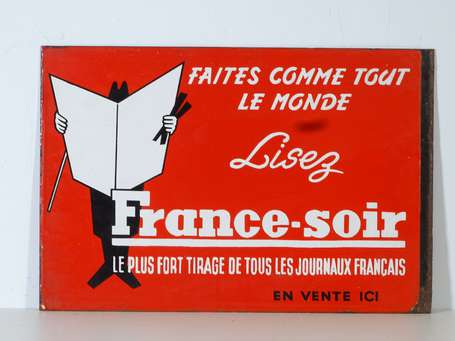 FAITES COMME TOUT
LE MONDE
Lisez
France-soir
LE PLUS FORT TIRAGE DE TOUS LES JOURNAUX FRANÇAIS
EN VENTE ICI